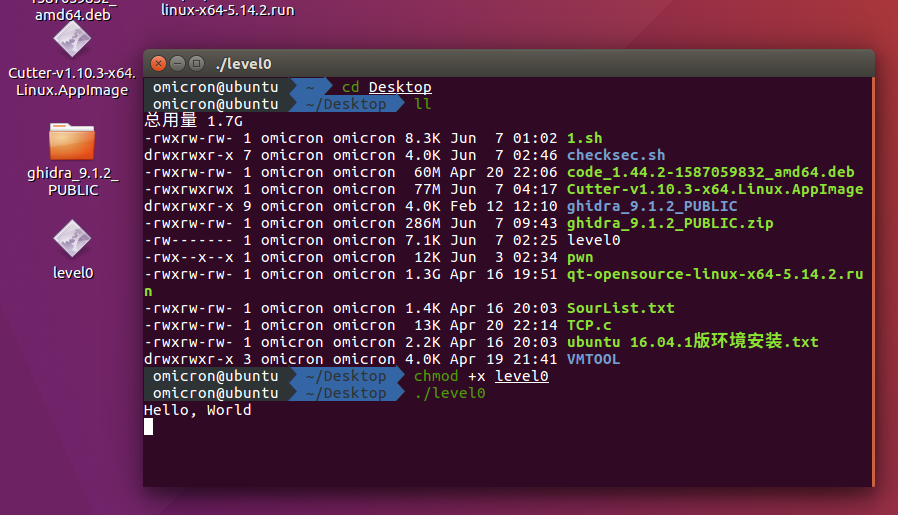 amd64.deb
linux-x64-5.14.2.run
Cutter-v1.10.3-x64.
Linux.AppImage
ghidra_9.1.2_
PUBLIC
level0
./level0
omicron@ubuntu ~ cd Desktop
omicron@ubuntu ~/Desktop ll
总用量 1.7G
-rwxrw-rw- 1 omicron omicron 8.3K Jun  7 01:02 1.sh
drwxrwxr-x 7 omicron omicron 4.0K Jun  7 02:46 checksec.sh
-rwxrw-rw- 1 omicron omicron  60M Apr 20 22:06 code_1.44.2-1587059832_amd64.deb
-rwxrwxrwx 1 omicron omicron  77M Jun  7 04:17 Cutter-v1.10.3-x64.Linux.AppImage
drwxrwxr-x 9 omicron omicron 4.0K Feb 12 12:10 ghidra_9.1.2_PUBLIC
-rwxrw-rw- 1 omicron omicron 286M Jun  7 09:43 ghidra_9.1.2_PUBLIC.zip
-rw------- 1 omicron omicron 7.1K Jun  7 02:25 level0
-rwx--x--x 1 omicron omicron  12K Jun  3 02:34 pwn
-rwxrw-rw- 1 omicron omicron 1.3G Apr 16 19:51 qt-opensource-linux-x64-5.14.2.ru
n
-rwxrw-rw- 1 omicron omicron 1.4K Apr 16 20:03 SourList.txt
-rwxrw-rw- 1 omicron omicron  13K Apr 20 22:14 TCP.c
-rwxrw-rw- 1 omicron omicron 2.2K Apr 16 20:03 ubuntu 16.04.1版环境安装.txt
drwxrwxr-x 3 omicron omicron 4.0K Apr 19 21:41 VMTOOL
omicron@ubuntu ~/Desktop chmod +x level0
omicron@ubuntu ~/Desktop ./level0
Hello, World